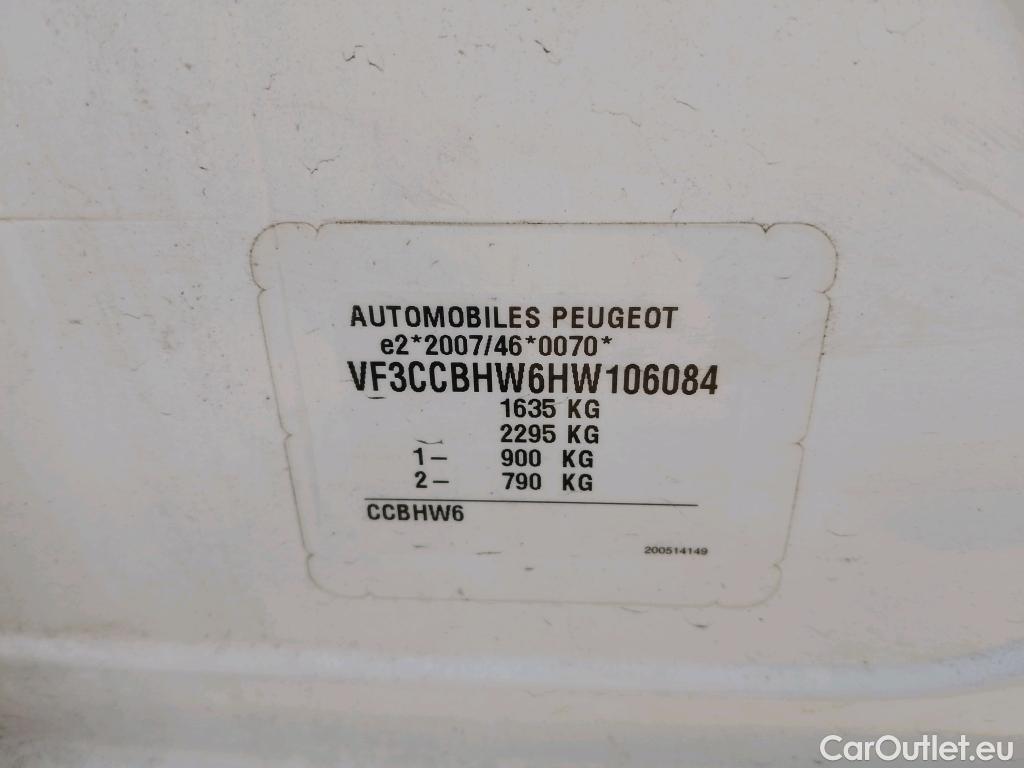 AUTOMOBILES PEUGEOT
e2*2007/46*0070*
VF3CCBHW6HW106084
1635 KG
2295 KG
1- 900 KG
2- 790 KG
CCBHW6
200514149
CarOutlet.eu